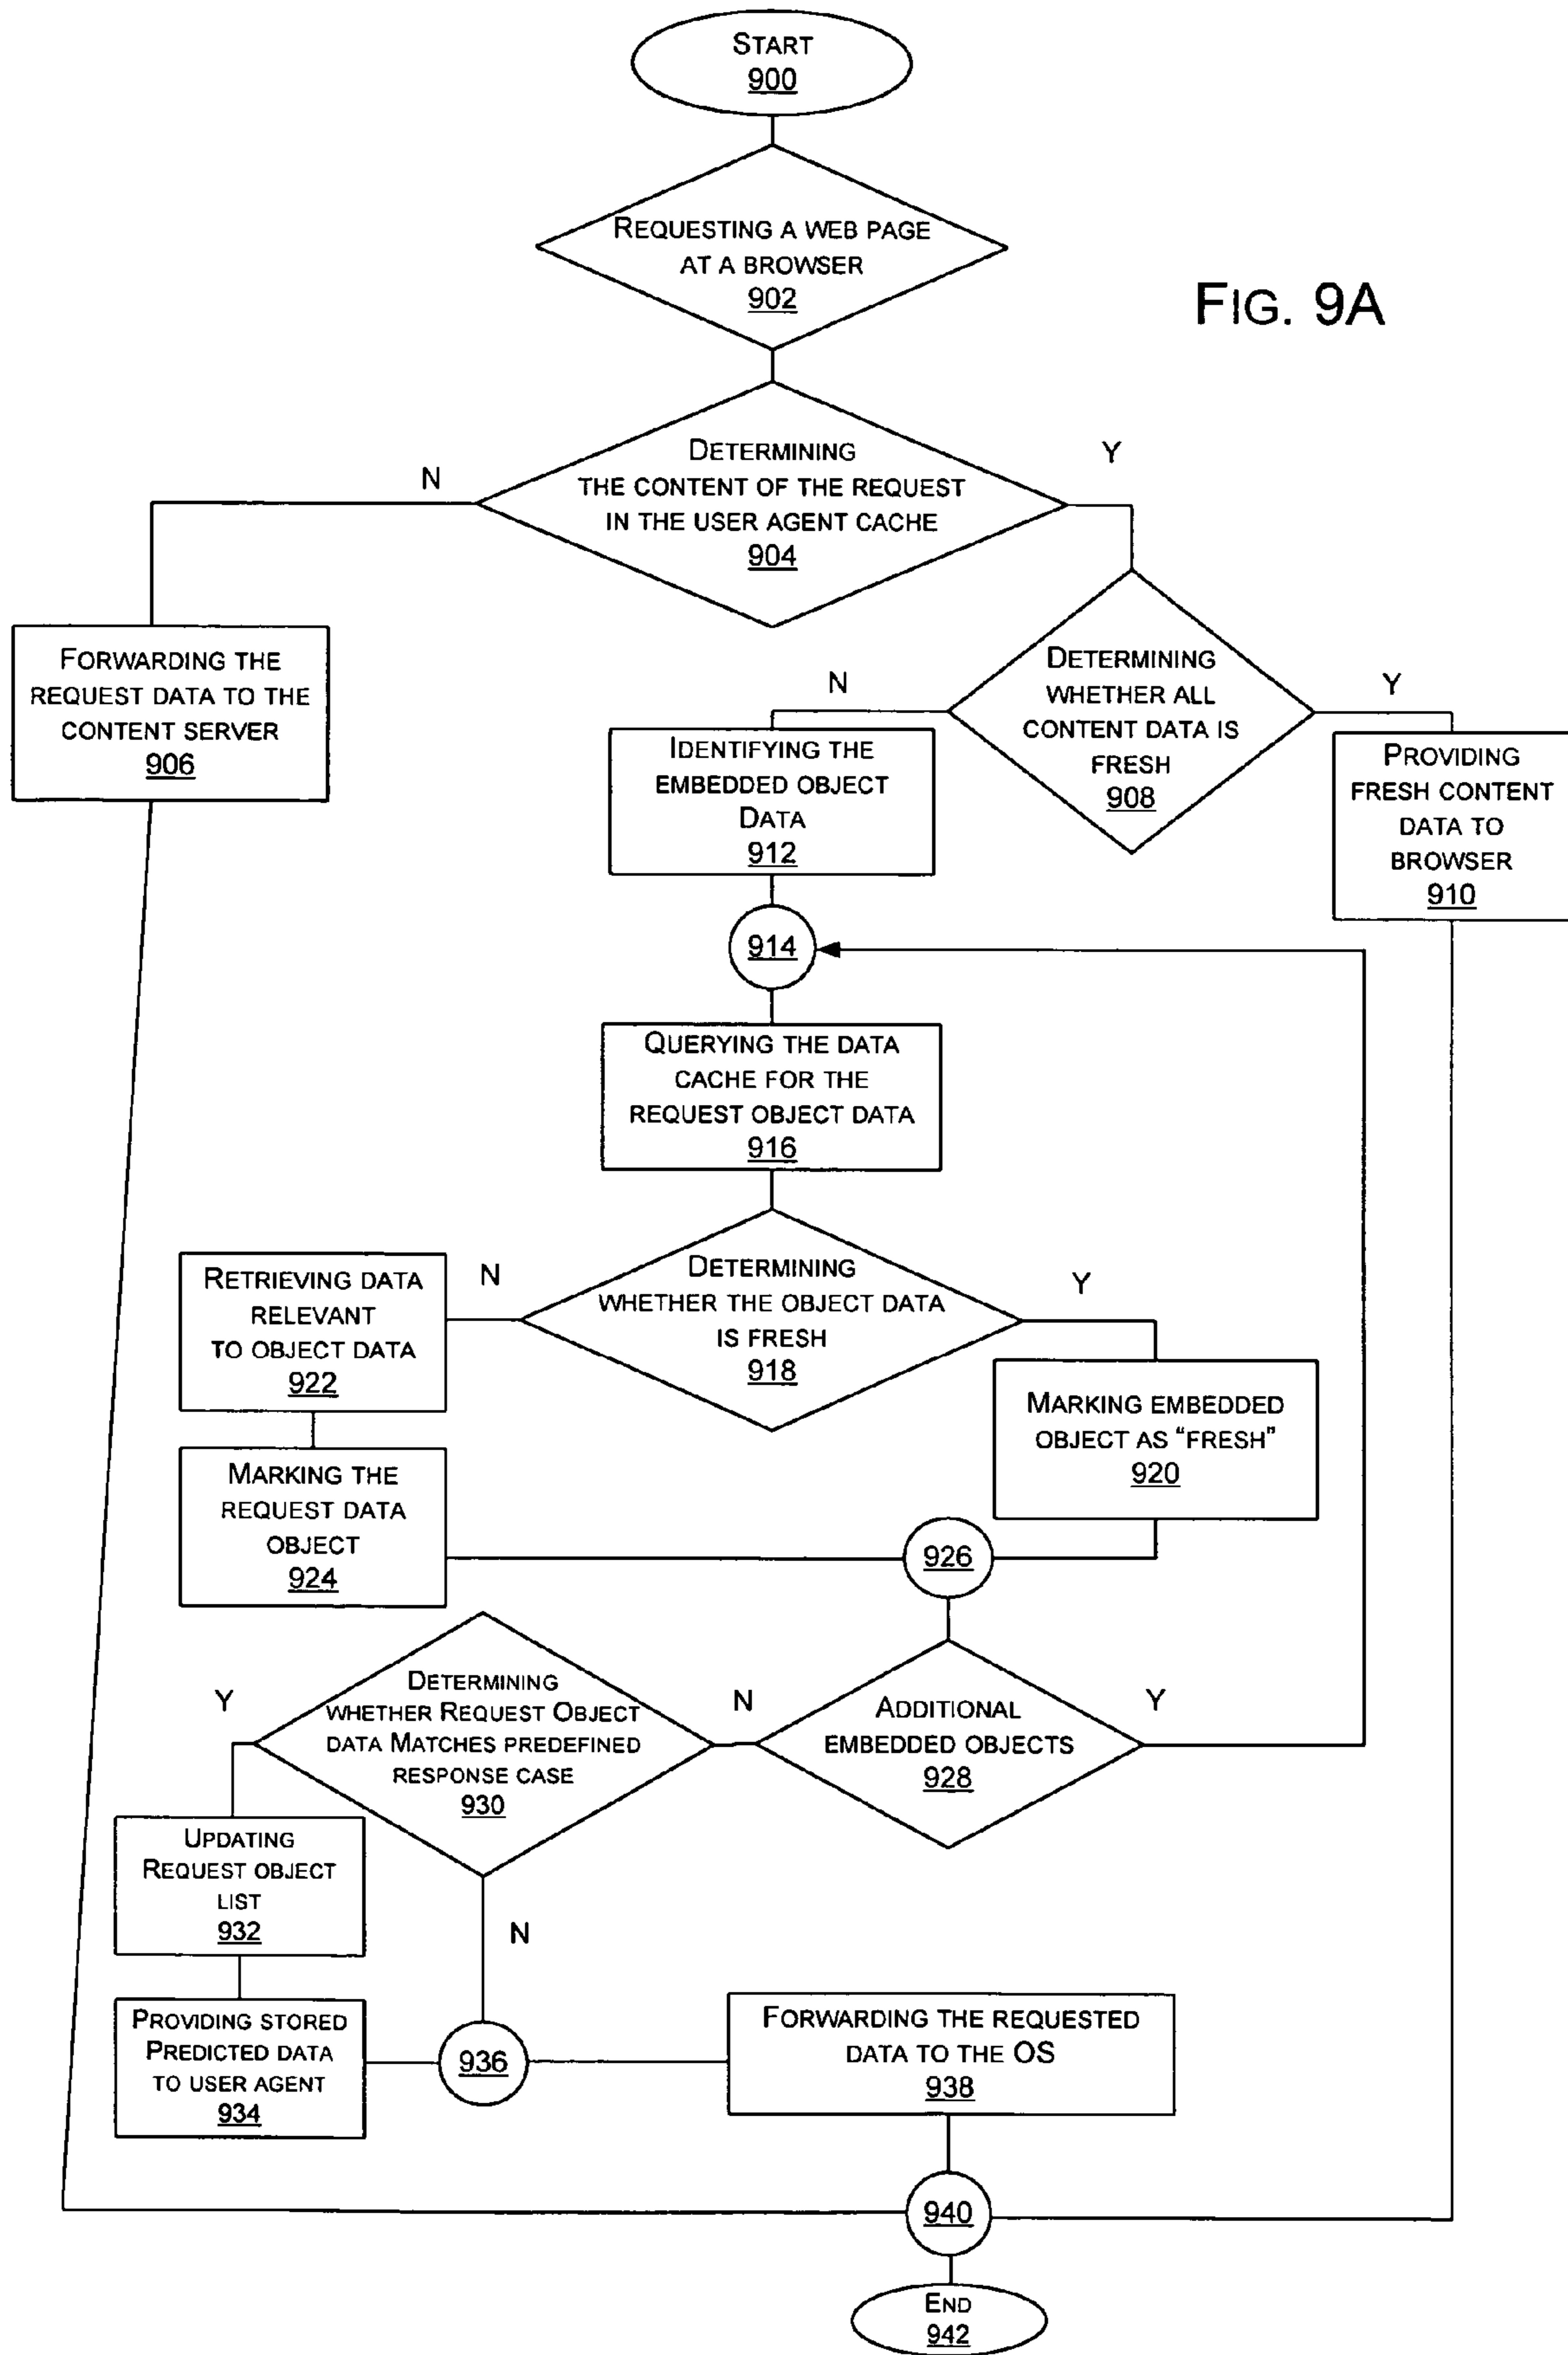 START
900
REQUESTING A WEB PAGE
AT A BROWSER
902
FIG. 9A
DETERMINING
THE CONTENT OF THE REQUEST
IN THE USER AGENT CACHE
904
N
Y
FORWARDING THE
REQUEST DATA TO THE
CONTENT SERVER
906
DETERMINING
WHETHER ALL
CONTENT DATA IS
FRESH
908
N
Y
IDENTIFYING THE
EMBEDDED OBJECT
DATA
912
PROVIDING
FRESH CONTENT
DATA TO
BROWSER
910
914
QUERYING THE DATA
CACHE FOR THE
REQUEST OBJECT DATA
916
DETERMINING
WHETHER THE OBJECT DATA
IS FRESH
918
N
Y
RETRIEVING DATA
RELEVANT
TO OBJECT DATA
922
MARKING EMBEDDED
OBJECT AS “FRESH”
920
MARKING THE
REQUEST DATA
OBJECT
924
926
DETERMINING
WHETHER REQUEST OBJECT
DATA MATCHES PREDEFINED
RESPONSE CASE
930
Y
N
ADDITIONAL
EMBEDDED OBJECTS
928
Y
UPDATING
REQUEST OBJECT
LIST
932
N
PROVIDING STORED
PREDICTED DATA
TO USER AGENT
934
936
FORWARDING THE REQUESTED
DATA TO THE OS
938
940
END
942